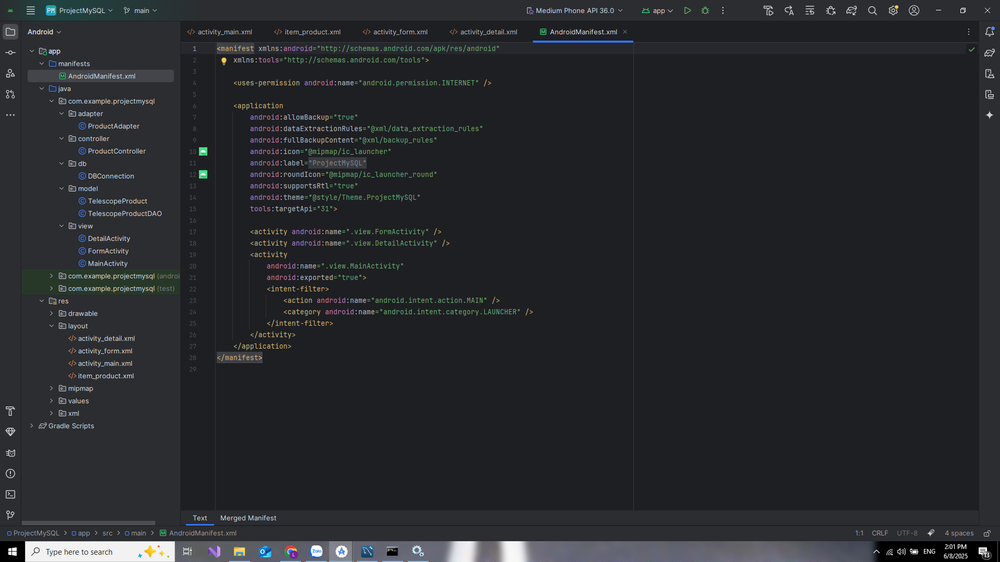 PM ProjectMySQL main Medium Phone API 36.0 app
Android
activity_main.xml item_product.xml activity_form.xml activity_detail.xml AndroidManifest.xml
app
manifests
AndroidManifest.xml
java
com.example.projectmysql
adapter
ProductAdapter
controller
ProductController
db
DBConnection
model
TelescopeProduct
TelescopeProductDAO
view
DetailActivity
FormActivity
MainActivity
com.example.projectmysql (androi
com.example.projectmysql (test)
res
drawable
layout
activity_detail.xml
activity_form.xml
activity_main.xml
item_product.xml
mipmap
values
xml
Gradle Scripts
1 <manifest xmlns:android="http://schemas.android.com/apk/res/android"
2 xmlns:tools="http://schemas.android.com/tools">
3
4 <uses-permission android:name="android.permission.INTERNET" />
5
6 <application
7 android:allowBackup="true"
8 android:dataExtractionRules="@xml/data_extraction_rules"
9 android:fullBackupContent="@xml/backup_rules"
10 android:icon="@mipmap/ic_launcher"
11 android:label="ProjectMySQL"
12 android:roundIcon="@mipmap/ic_launcher_round"
13 android:supportsRtl="true"
14 android:theme="@style/Theme.ProjectMySQL"
15 tools:targetApi="31">
16
17 <activity android:name=".view.FormActivity" />
18 <activity android:name=".view.DetailActivity" />
19 <activity
20 android:name=".view.MainActivity"
21 android:exported="true">
22 <intent-filter>
23 <action android:name="android.intent.action.MAIN" />
24 <category android:name="android.intent.category.LAUNCHER" />
25 </intent-filter>
26 </activity>
27 </application>
28 </manifest>
29
Text Merged Manifest
ProjectMySQL > app > src > main > AndroidManifest.xml 1:1 CRLF UTF-8 4 spaces
Type here to search Zalo ENG 2:01 PM
6/8/2025 13